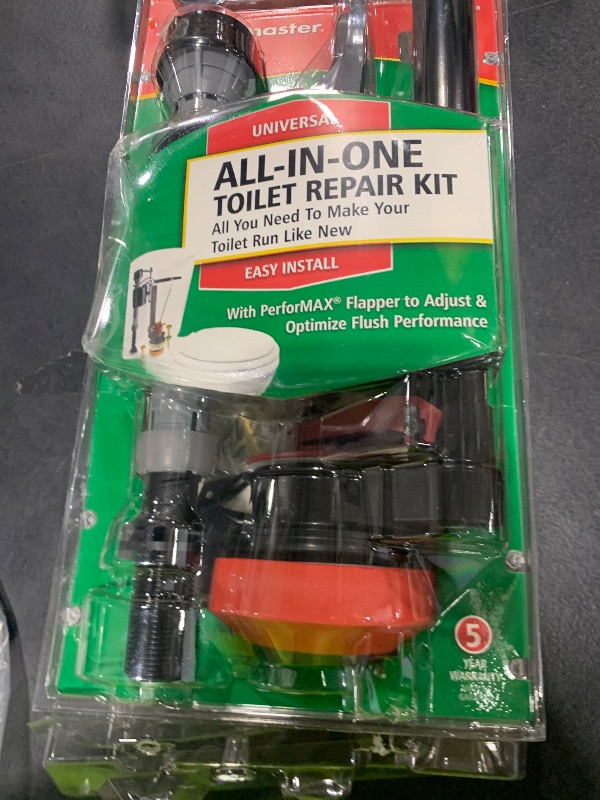 master
UNIVERSAL
ALL-IN-ONE
TOILET REPAIR KIT
All You Need To Make Your
Toilet Run Like New
EASY INSTALL
With PerforMAX® Flapper to Adjust &
Optimize Flush Performance
5
YEAR
WARRANTY